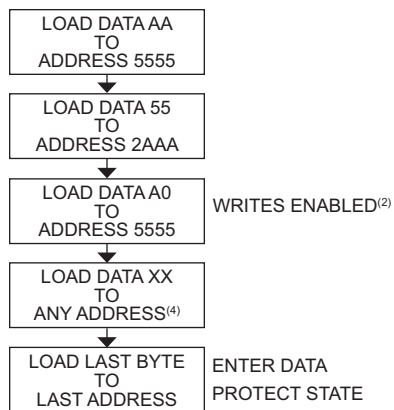 LOAD DATA AA
TO
ADDRESS 5555
LOAD DATA 55
TO
ADDRESS 2AAA
LOAD DATA A0
TO
ADDRESS 5555
WRITES ENABLED(2)
LOAD DATA XX
TO
ANY ADDRESS(4)
LOAD LAST BYTE
TO
LAST ADDRESS
ENTER DATA
PROTECT STATE